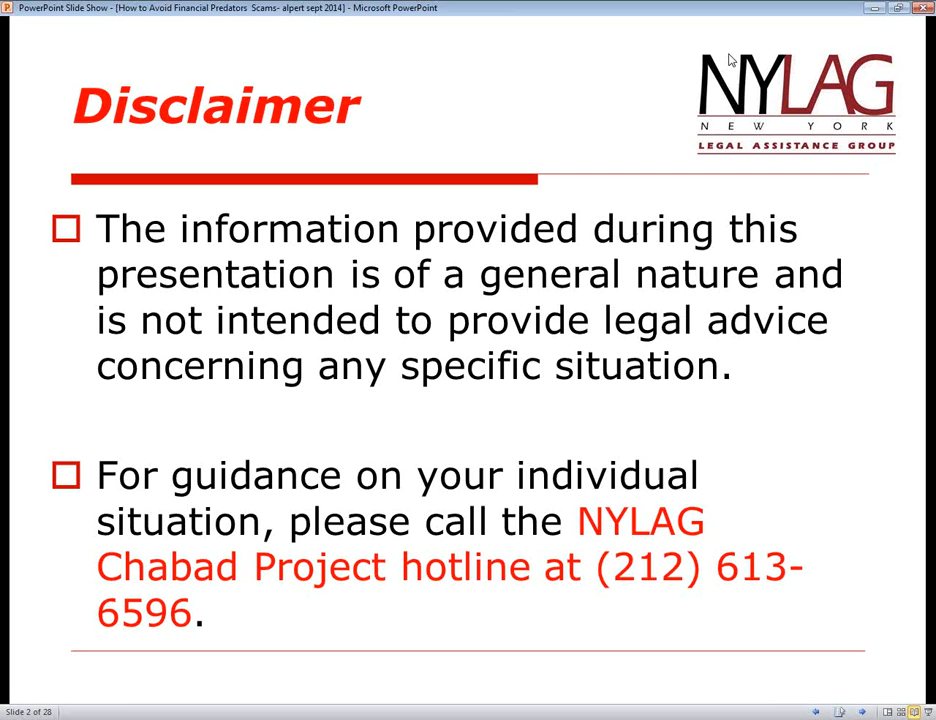 PowerPoint Slide Show - [How to Avoid Financial Predators  Scams- alpert sept 2014] - Microsoft PowerPoint
Disclaimer
NYLAG
NEW YORK
LEGAL ASSISTANCE GROUP
The information provided during this
presentation is of a general nature and
is not intended to provide legal advice
concerning any specific situation.
For guidance on your individual
situation, please call the NYLAG
Chabad Project hotline at (212) 613-
6596.
Slide 2 of 28